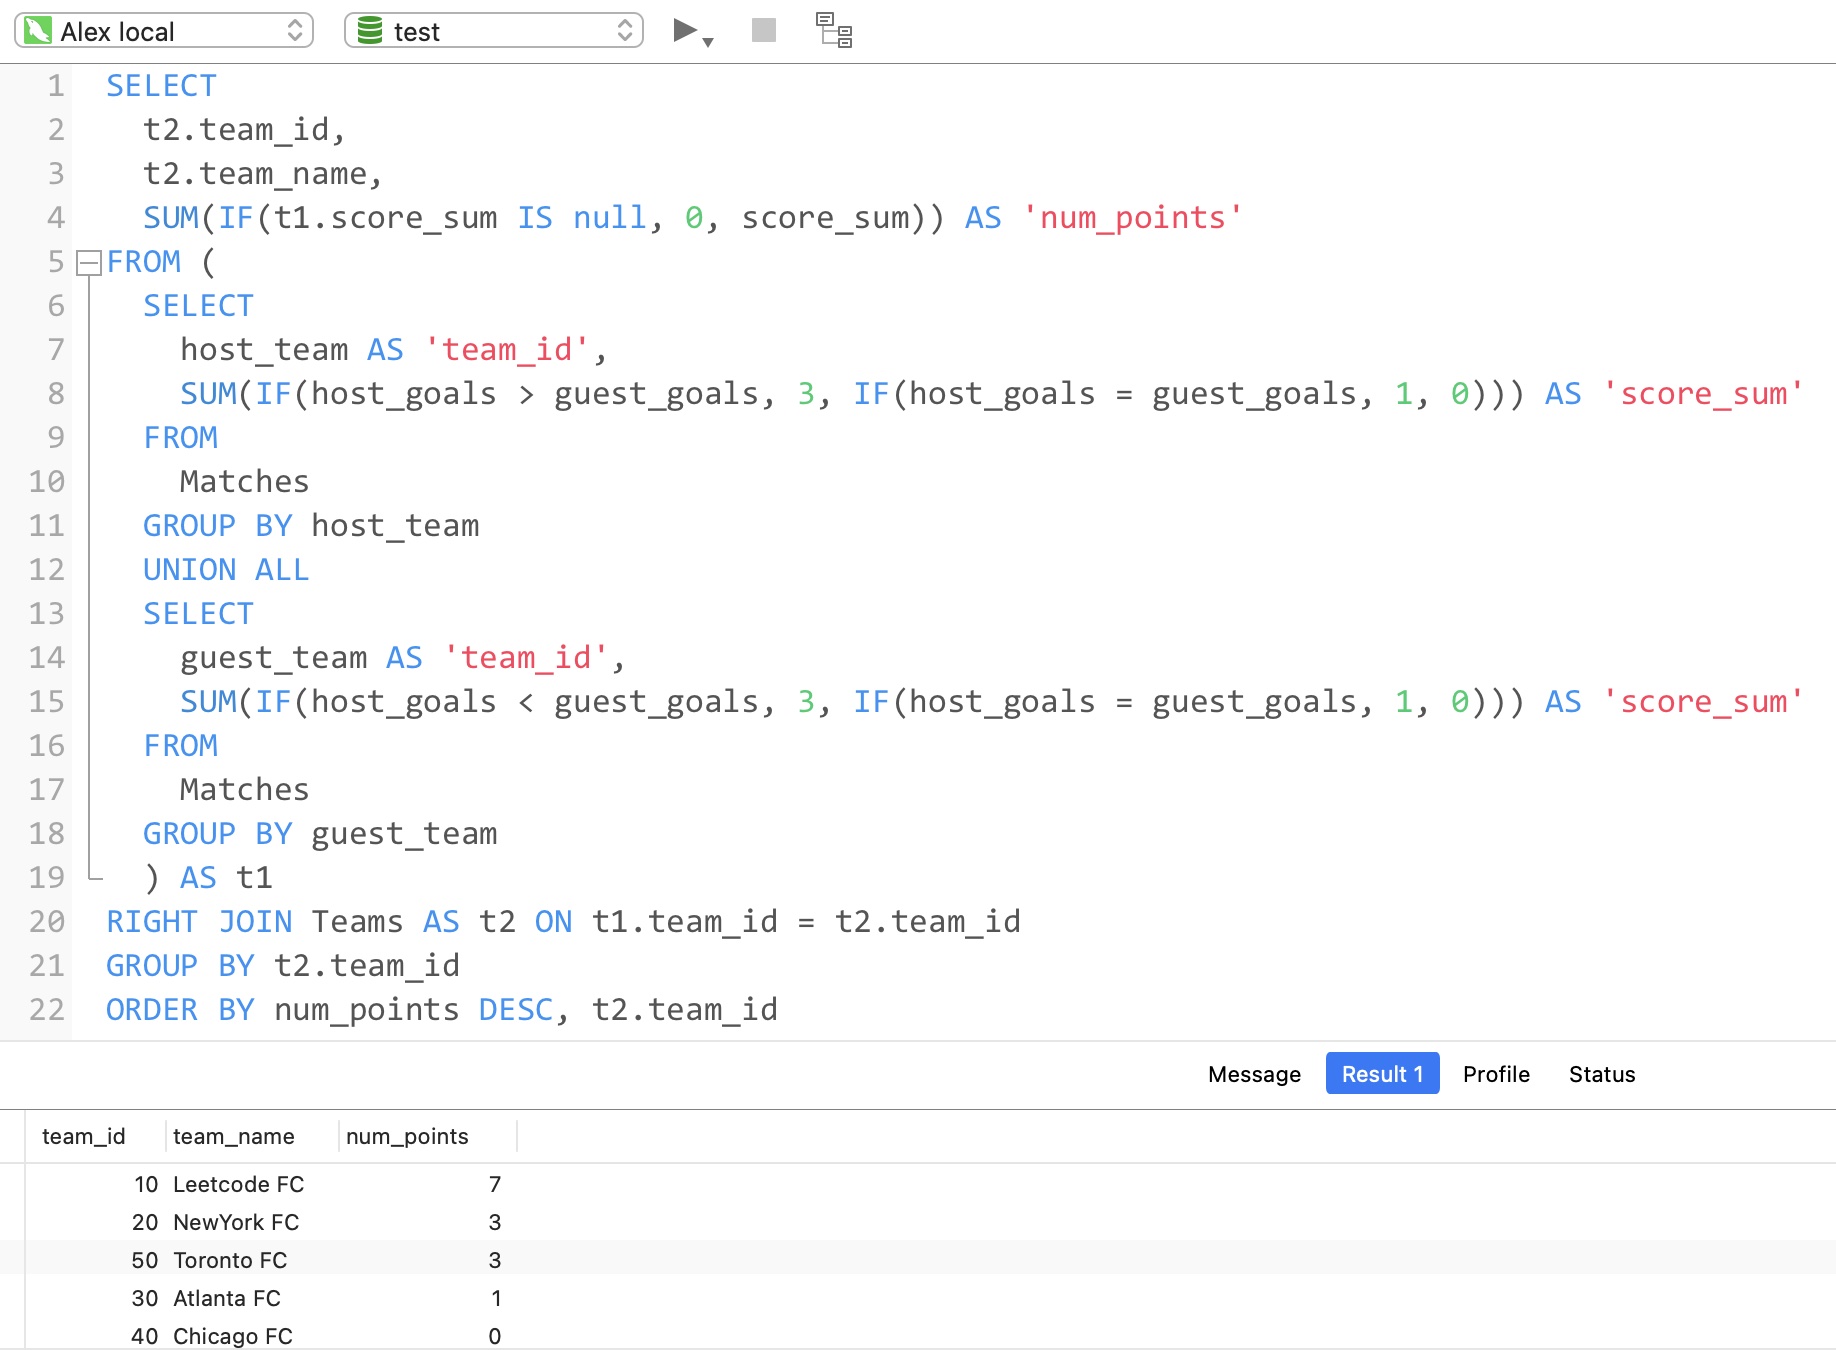 Alex local test
1 SELECT
2 t2.team_id,
3 t2.team_name,
4 SUM(IF(t1.score_sum IS null, 0, score_sum)) AS 'num_points'
5 FROM (
6 SELECT
7 host_team AS 'team_id',
8 SUM(IF(host_goals > guest_goals, 3, IF(host_goals = guest_goals, 1, 0))) AS 'score_sum'
9 FROM
10 Matches
11 GROUP BY host_team
12 UNION ALL
13 SELECT
14 guest_team AS 'team_id',
15 SUM(IF(host_goals < guest_goals, 3, IF(host_goals = guest_goals, 1, 0))) AS 'score_sum'
16 FROM
17 Matches
18 GROUP BY guest_team
19 ) AS t1
20 RIGHT JOIN Teams AS t2 ON t1.team_id = t2.team_id
21 GROUP BY t2.team_id
22 ORDER BY num_points DESC, t2.team_id
Message Result 1 Profile Status
team_id team_name num_points
10 Leetcode FC 7
20 NewYork FC 3
50 Toronto FC 3
30 Atlanta FC 1
40 Chicago FC 0